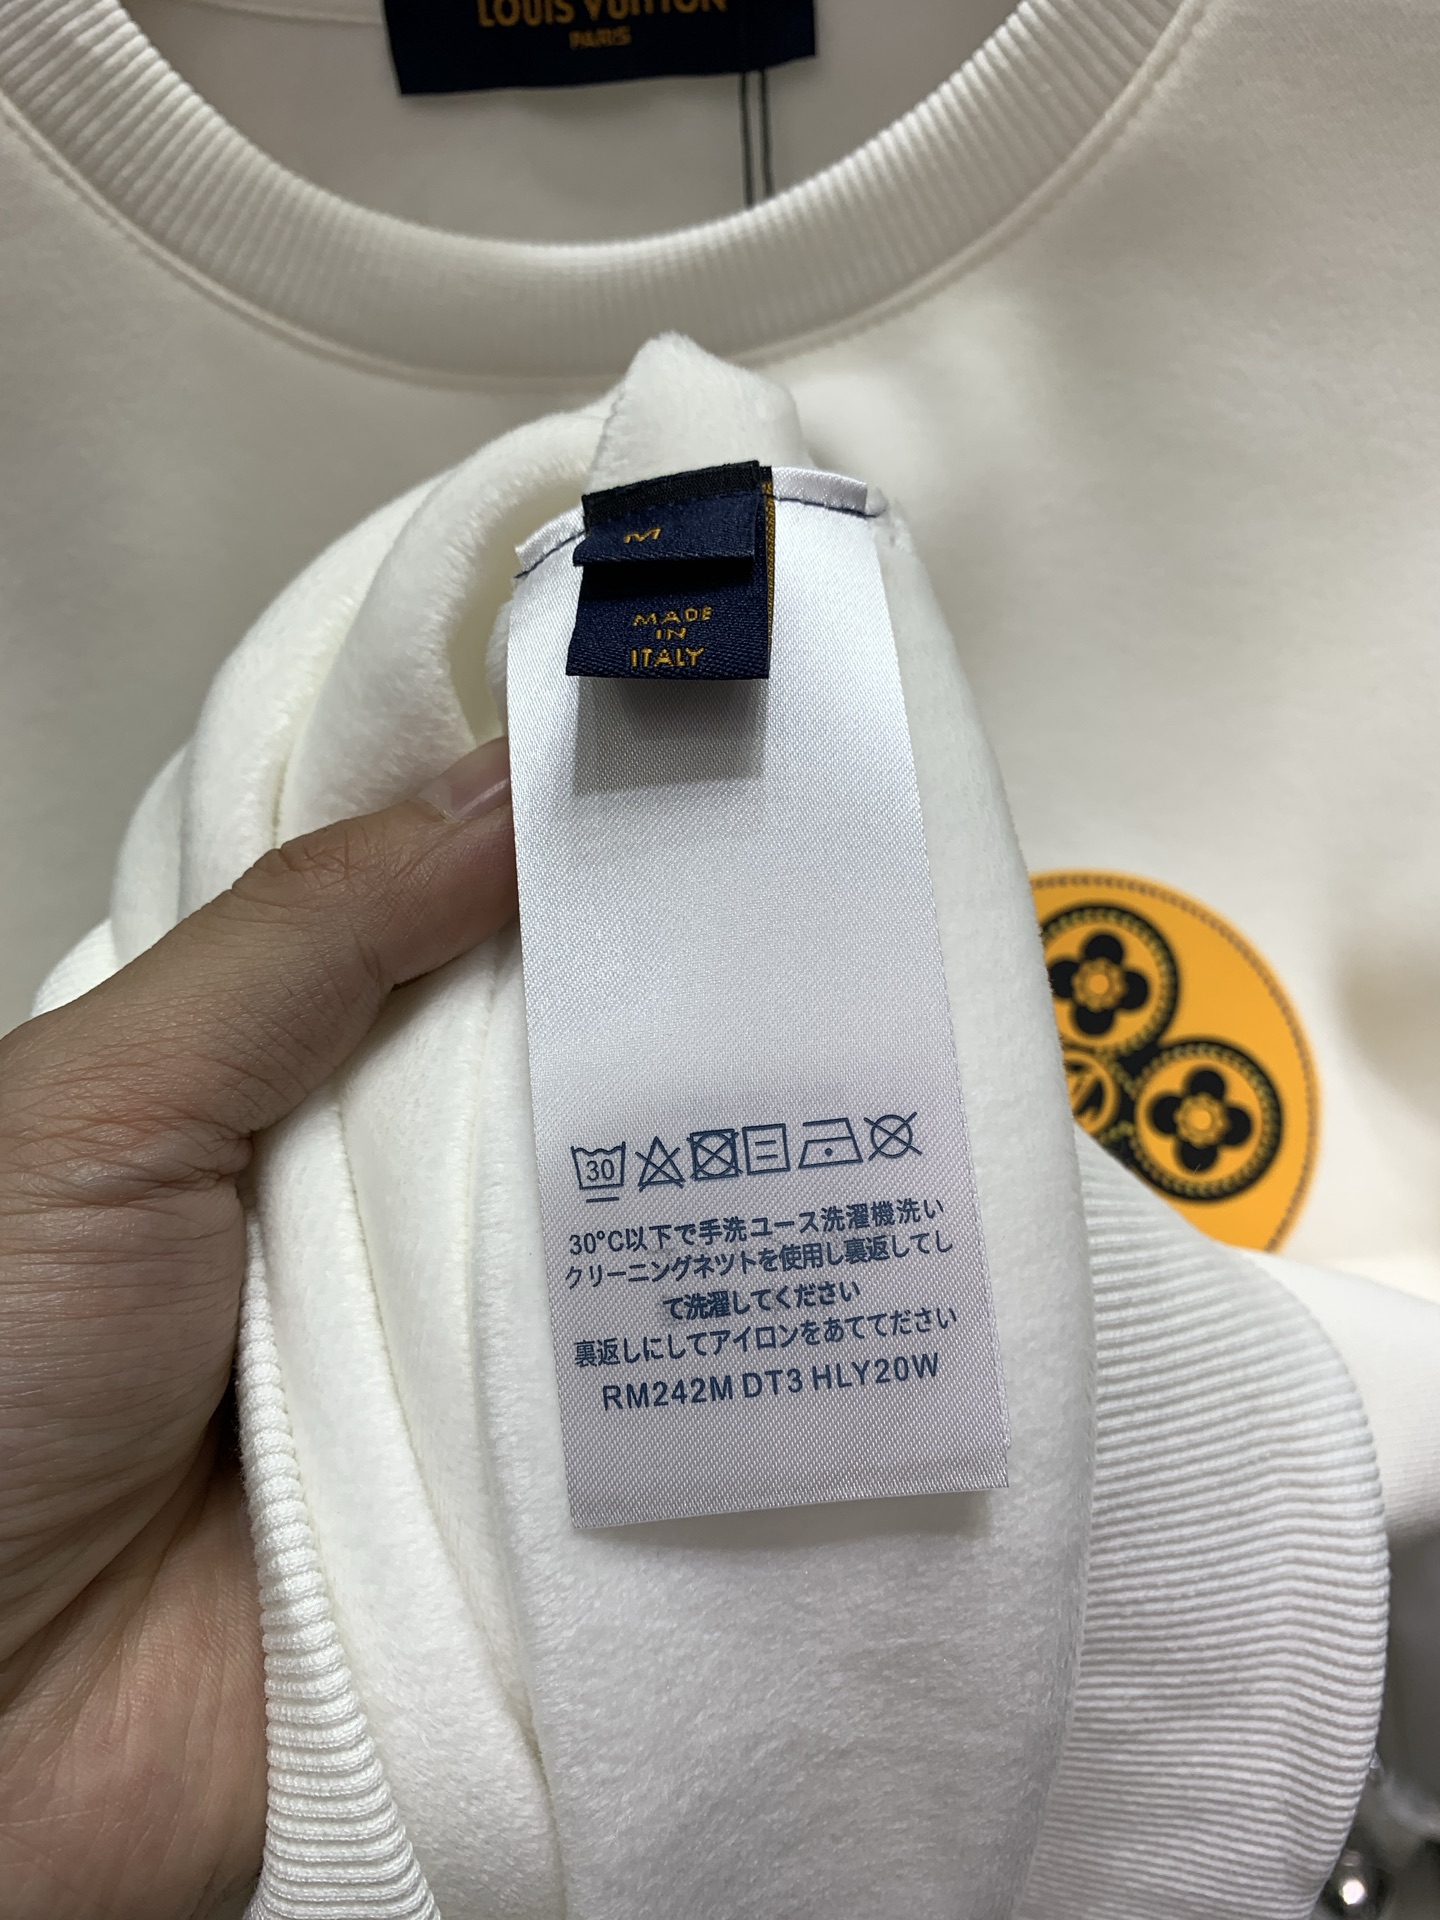 LOUIS VUITTON
PARIS
M
MADE
IN
ITALY
30
30°C以下で手洗ユース洗濯機洗い
クリーニングネツトを使用し裏返してし
て洗濯してください
裏返しにしてアイロンをあててださい
RM242M DT3 HLY20W